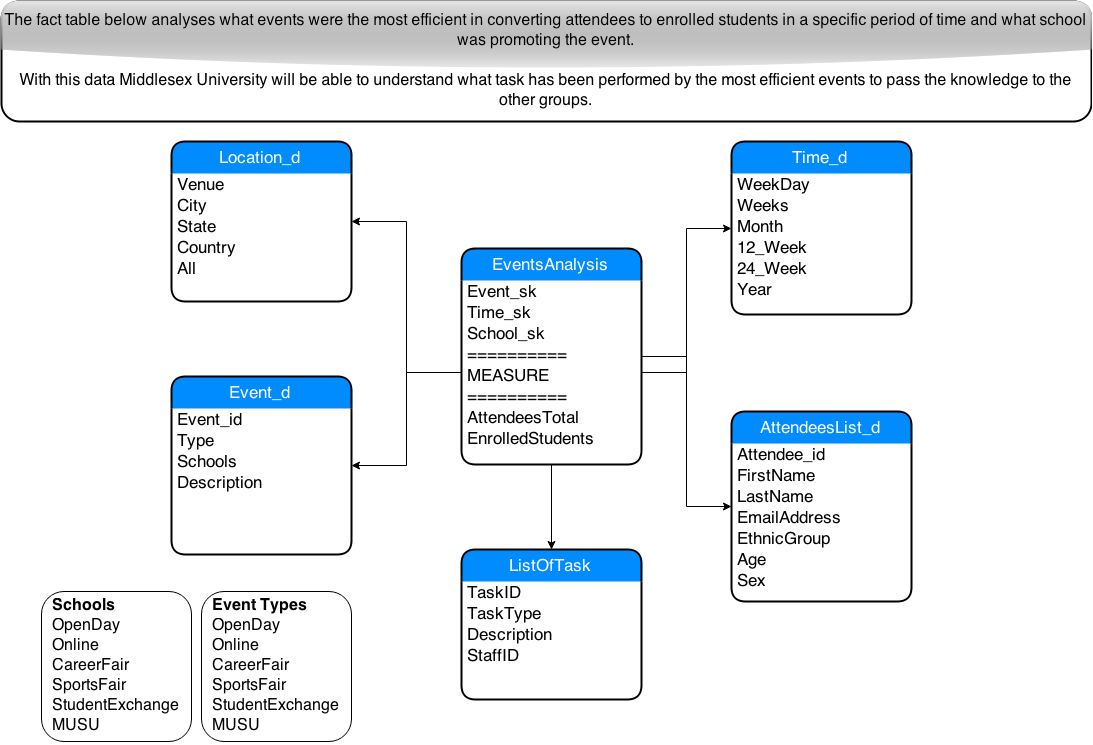 The fact table below analyses what events were the most efficient in converting attendees to enrolled students in a specific period of time and what school
was promoting the event.
With this data Middlesex University will be able to understand what task has been performed by the most efficient events to pass the knowledge to the
other groups.
Location_d
Venue
City
State
Country
All
Time_d
WeekDay
Weeks
Month
12_Week
24_Week
Year
EventsAnalysis
Event_sk
Time_sk
School_sk
==========
MEASURE
==========
AttendeesTotal
EnrolledStudents
Event_d
Event_id
Type
Schools
Description
AttendeesList_d
Attendee_id
FirstName
LastName
EmailAddress
EthnicGroup
Age
Sex
ListOfTask
TaskID
TaskType
Description
StaffID
Schools
OpenDay
Online
CareerFair
SportsFair
StudentExchange
MUSU
Event Types
OpenDay
Online
CareerFair
SportsFair
StudentExchange
MUSU